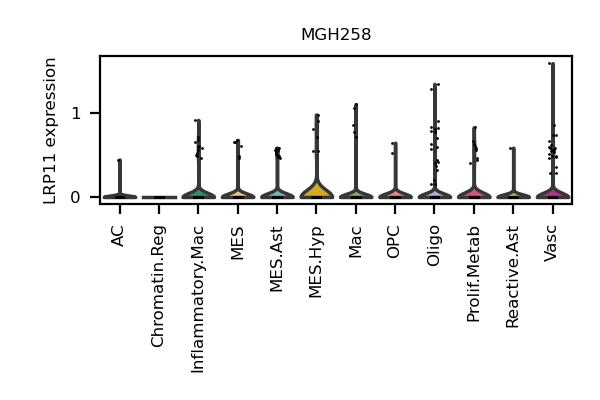 MGH258
LRP11 expression
1
0
AC
Chromatin.Reg
Inflammatory.Mac
MES
MES.Ast
MES.Hyp
Mac
OPC
Oligo
Prolif.Metab
Reactive.Ast
Vasc